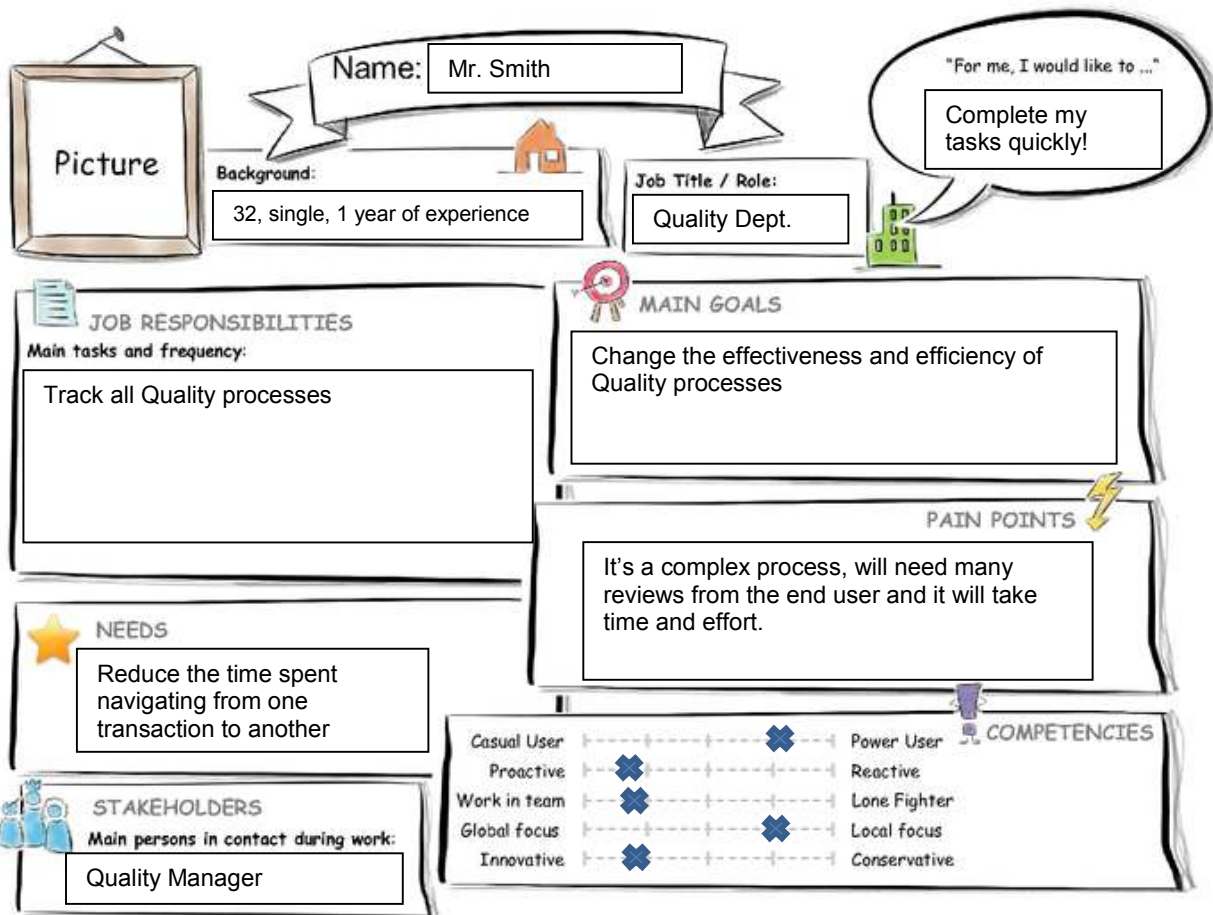 Name: Mr. Smith
"For me, I would like to ..."
Complete my
tasks quickly!
Picture
Background:
32, single, 1 year of experience
Job Title / Role:
Quality Dept.
JOB RESPONSIBILITIES
Main tasks and frequency:
Track all Quality processes
MAIN GOALS
Change the effectiveness and efficiency of
Quality processes
PAIN POINTS
It's a complex process, will need many
reviews from the end user and it will take
time and effort.
NEEDS
Reduce the time spent
navigating from one
transaction to another
STAKEHOLDERS
Main persons in contact during work:
Quality Manager
COMPETENCIES
Casual User Power User
Proactive Reactive
Work in team Lone Fighter
Global focus Local focus
Innovative Conservative